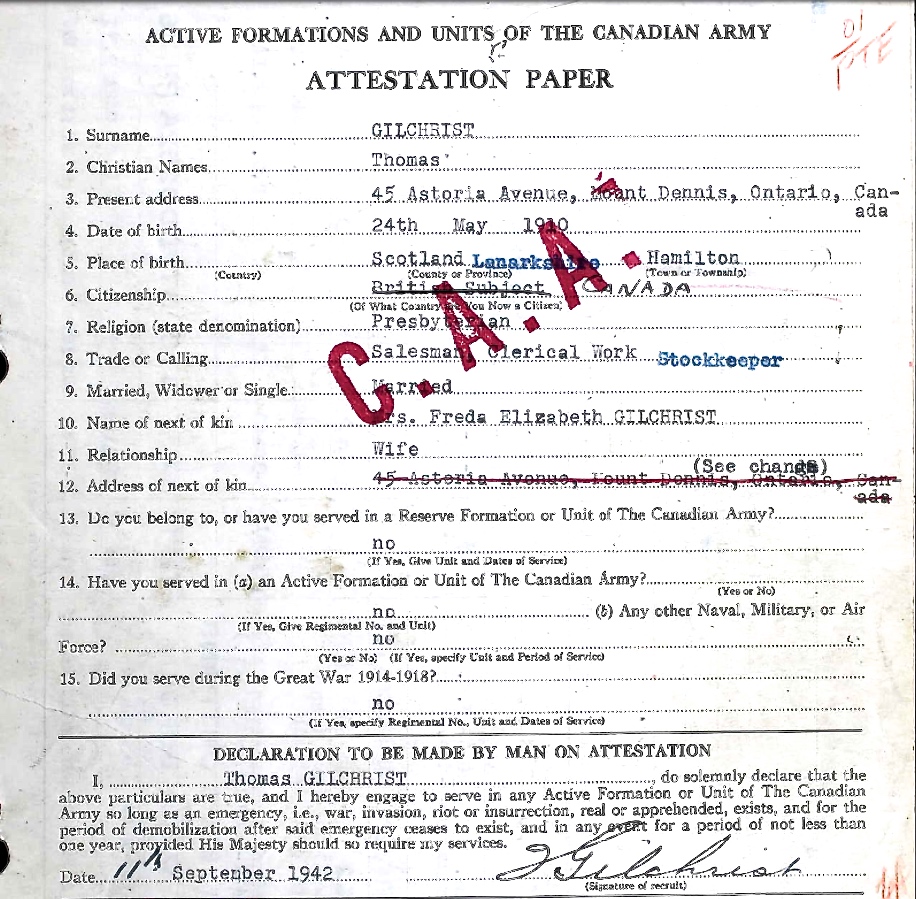 01
PTE
ACTIVE FORMATIONS AND UNITS OF THE CANADIAN ARMY
ATTESTATION PAPER
1. Surname GILCHRIST
2. Christian Names Thomas
3. Present address 45 Astoria Avenue, Mount Dennis, Ontario, Can-
ada
4. Date of birth 24th May 1910
5. Place of birth Scotland Lanarkshire Hamilton
(Country) (County or Province) (Town or Township)
6. Citizenship British Subject CANADA
(Of What Country are You Now a Citizen)
7. Religion (state denomination) Presbyterian
8. Trade or Calling Salesman, Clerical Work Stockkeeper
9. Married, Widower or Single Married
C.A.A.
10. Name of next of kin Mrs. Freda Elizabeth GILCHRIST
11. Relationship Wife
(See change)
12. Address of next of kin 45 Astoria Avenue, Mount Dennis, Ontario, Can-
ada
13. Do you belong to, or have you served in a Reserve Formation or Unit of The Canadian Army?
no
(If Yes, Give Unit and Dates of Service)
14. Have you served in (a) an Active Formation or Unit of The Canadian Army?
(Yes or No)
no (b) Any other Naval, Military, or Air
(If Yes, Give Regimental No. and Unit)
Force? no
(Yes or No) (If Yes, specify Unit and Period of Service)
15. Did you serve during the Great War 1914-1918?
no
(If Yes, specify Regimental No., Unit and Dates of Service)
DECLARATION TO BE MADE BY MAN ON ATTESTATION
I, Thomas GILCHRIST, do solemnly declare that the
above particulars are true, and I hereby engage to serve in any Active Formation or Unit of The Canadian
Army so long as an emergency, i.e., war, invasion, riot or insurrection, real or apprehended, exists, and for the
period of demobilization after said emergency ceases to exist, and in any event for a period of not less than
one year, provided His Majesty should so require my services.
Date 11th September 1942 T Gilchrist
(Signature of recruit)